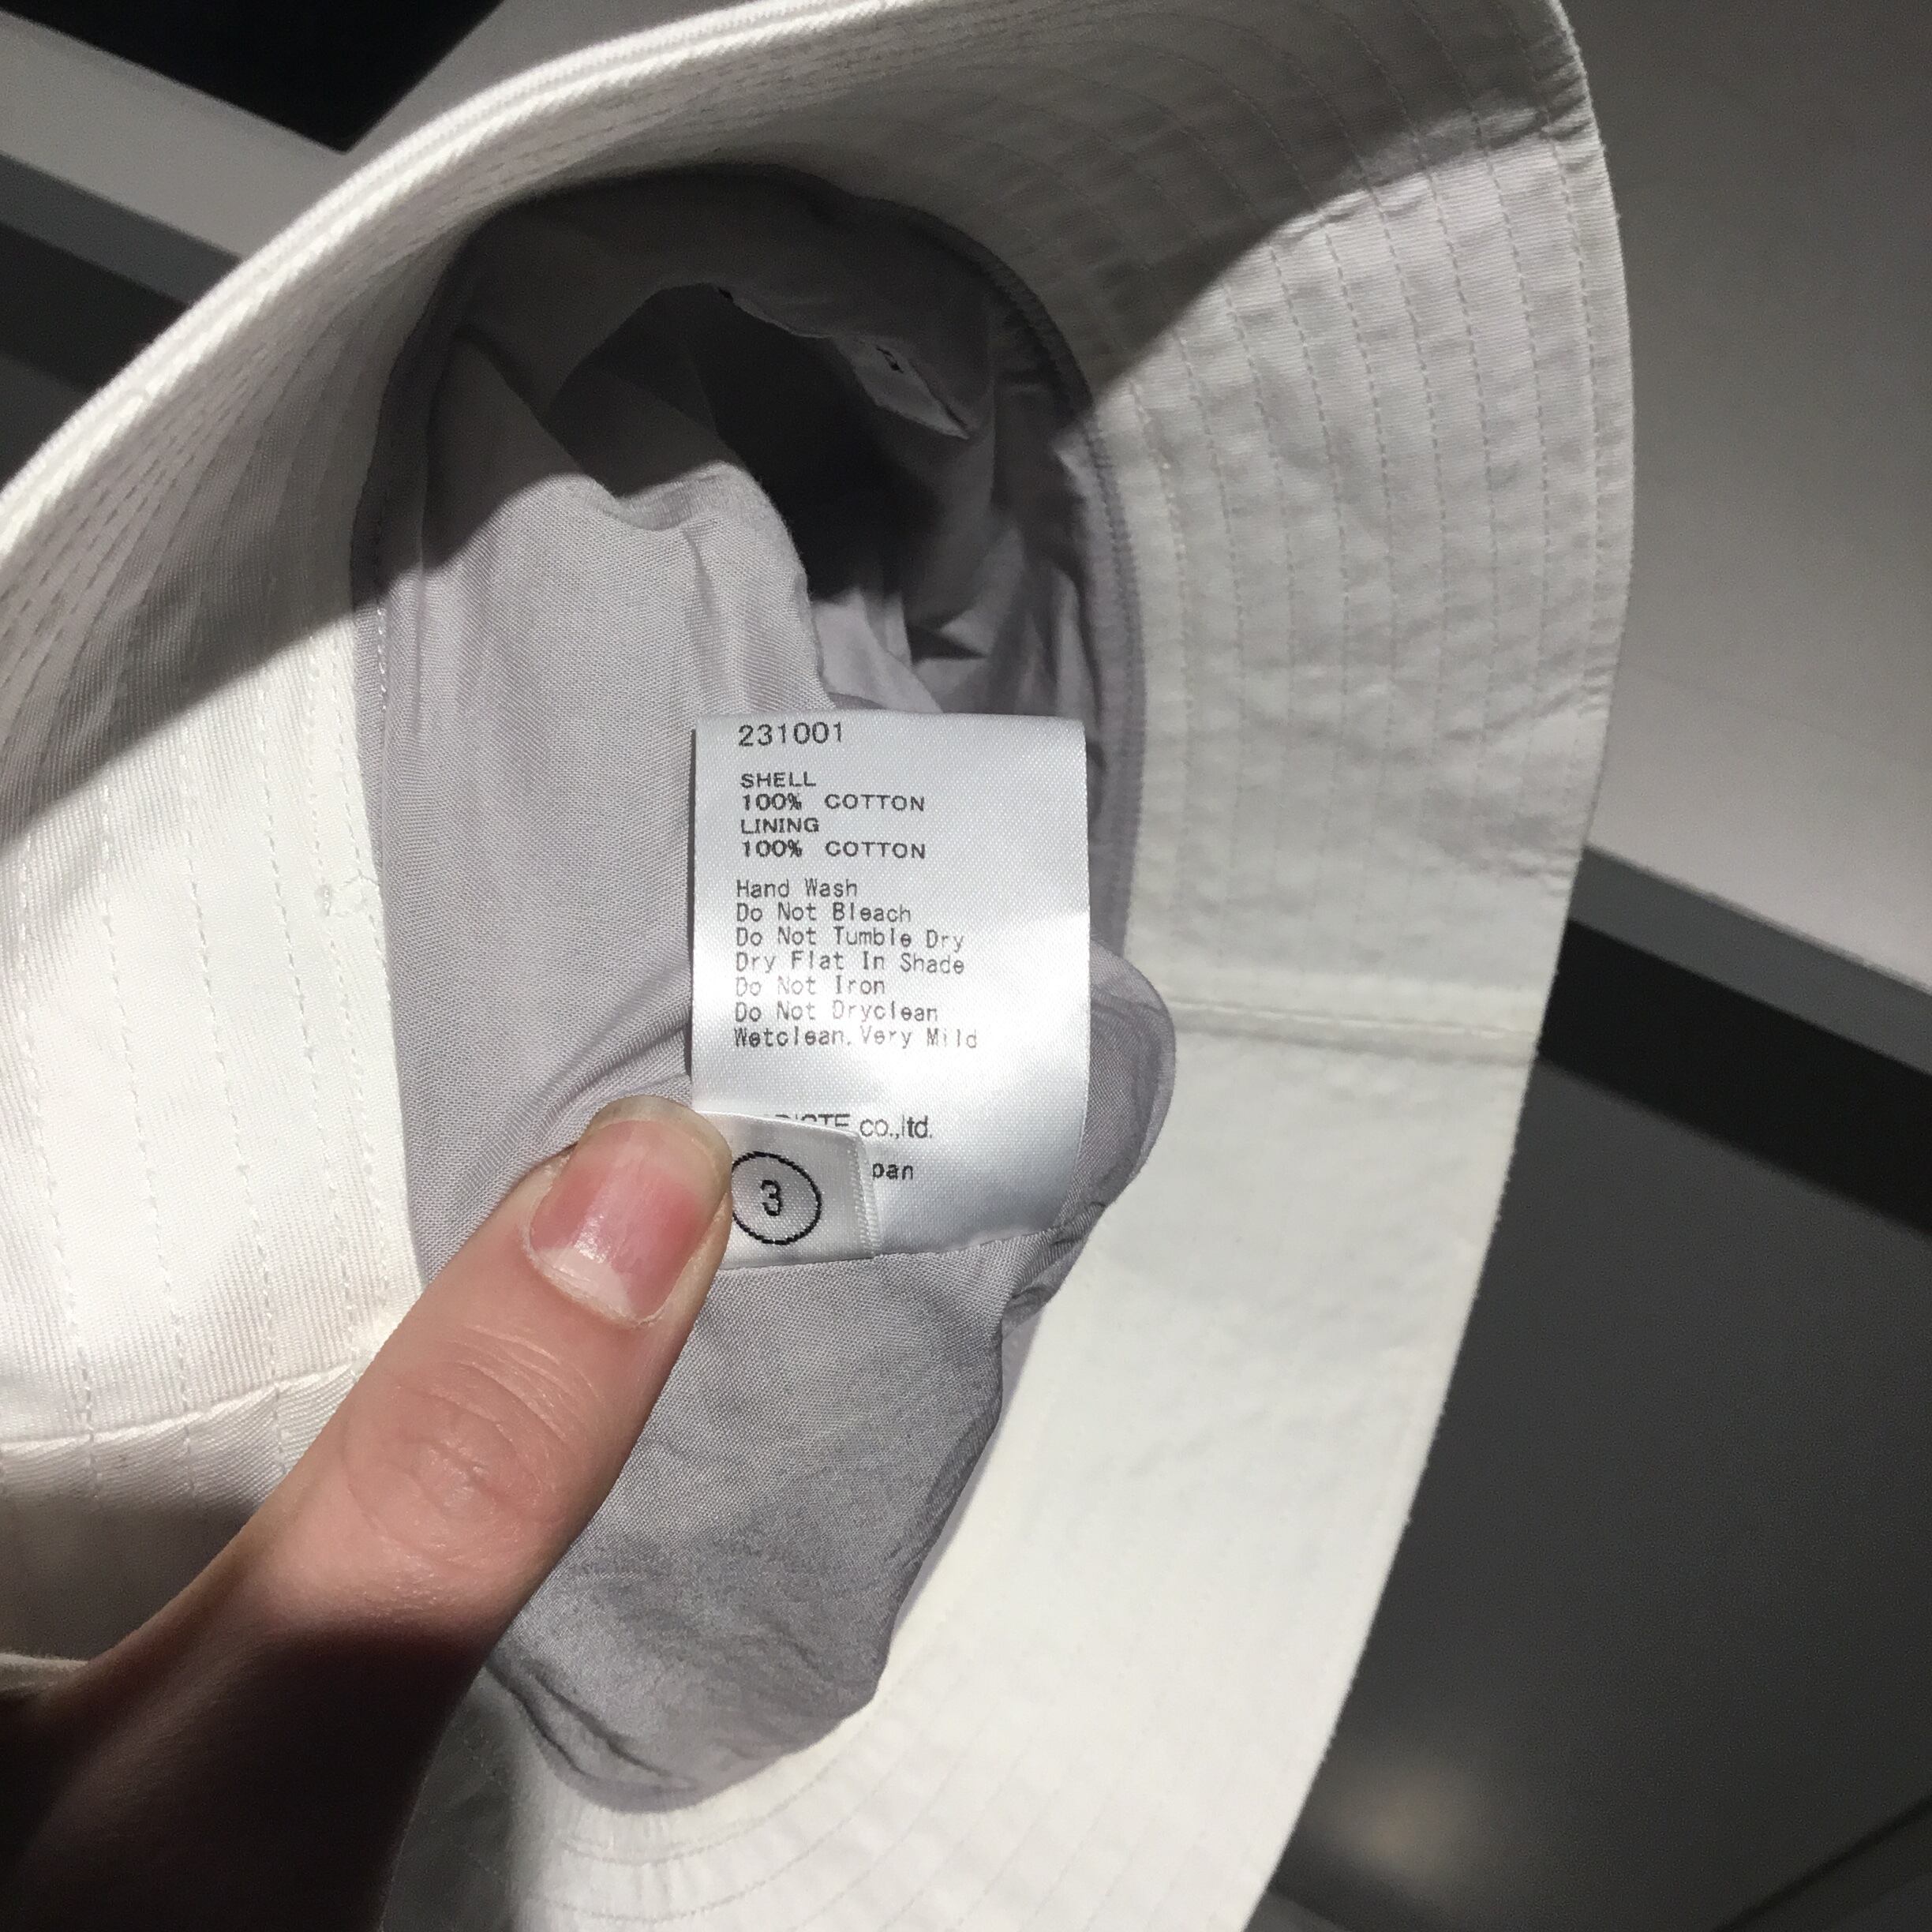 231001
SHELL
100% COTTON
LINING
100% COTTON
Hand Wash
Do Not Bleach
Do Not Tumble Dry
Dry Flat In Shade
Do Not Iron
Do Not Dryclean
Wetclean.Very Mild
co.,ltd.
pan
3